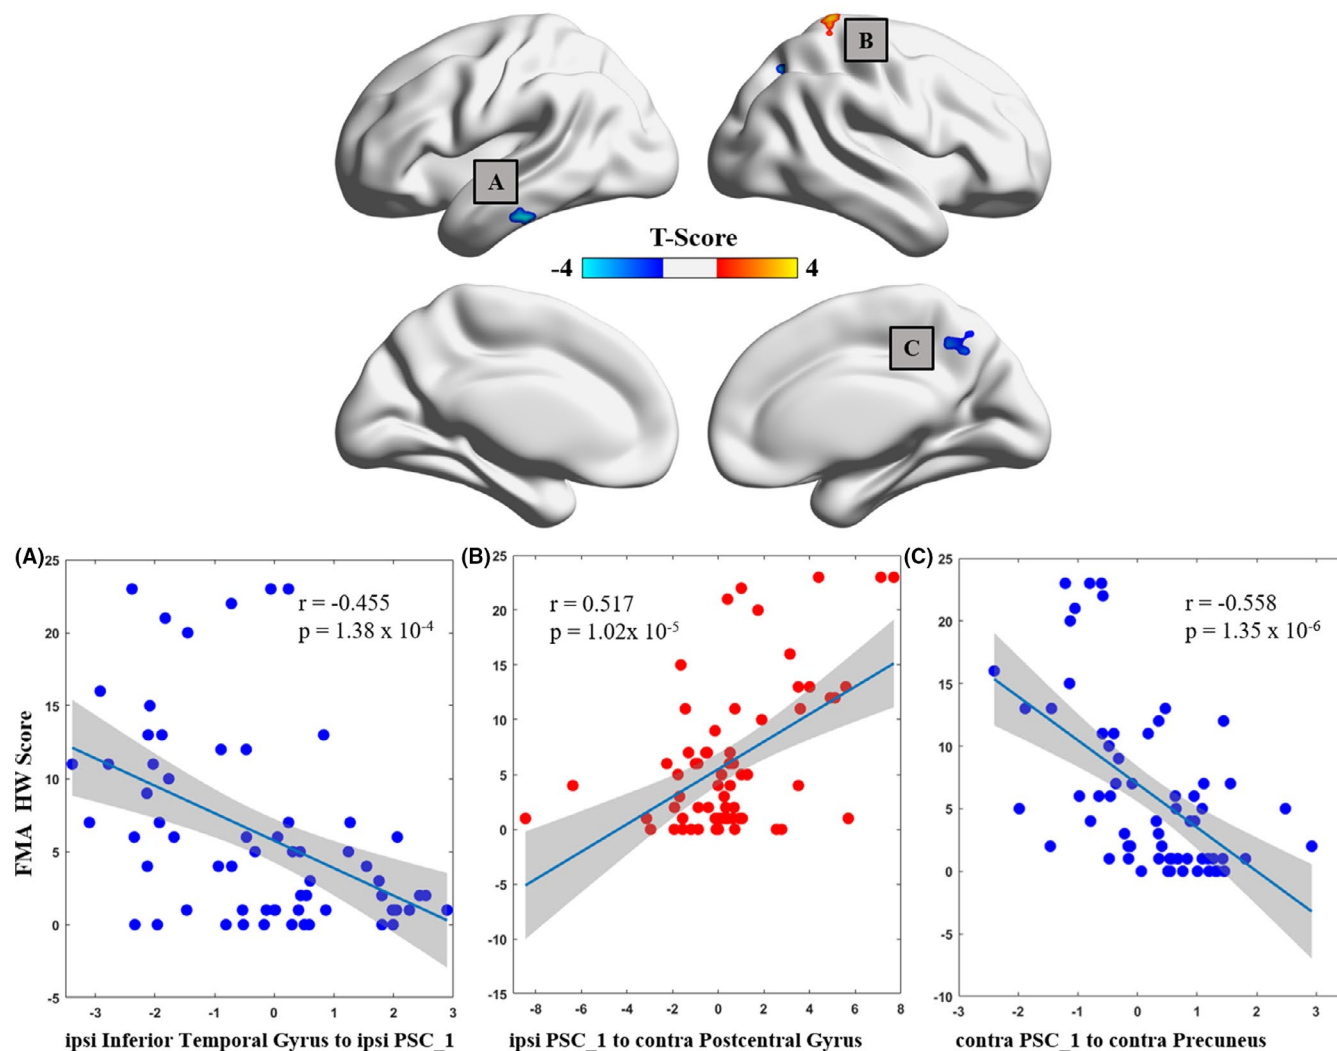 B
A
T-Score
-4 4
C
(A)
25
20
15
10
5
0
-5
-3 -2 -1 0 1 2 3
r = -0.455
p = 1.38 x 10-4
FMA HW Score
ipsi Inferior Temporal Gyrus to ipsi PSC_1
(B)
25
20
15
10
5
0
-5
-10
-15
-8 -6 -4 -2 0 2 4 6 8
r = 0.517
p = 1.02x 10-5
ipsi PSC_1 to contra Postcentral Gyrus
(C)
25
20
15
10
5
0
-5
-10
-3 -2 -1 0 1 2 3
r = -0.558
p = 1.35 x 10-6
contra PSC_1 to contra Precuneus